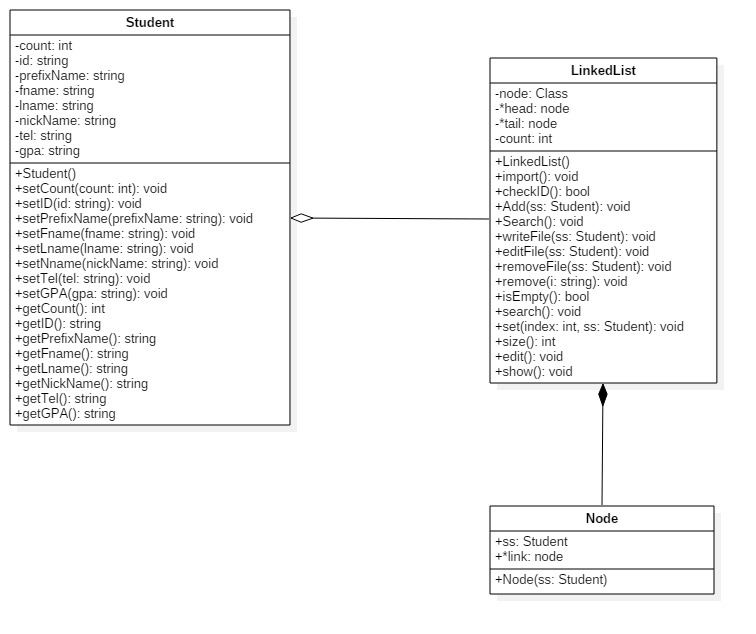 Student
-count: int
-id: string
-prefixName: string
-fname: string
-lname: string
-nickName: string
-tel: string
-gpa: string
+Student()
+setCount(count: int): void
+setID(id: string): void
+setPrefixName(prefixName: string): void
+setFname(fname: string): void
+setLname(lname: string): void
+setNname(nickName: string): void
+setTel(tel: string): void
+setGPA(gpa: string): void
+getCount(): int
+getID(): string
+getPrefixName(): string
+getFname(): string
+getLname(): string
+getNickName(): string
+getTel(): string
+getGPA(): string
LinkedList
-node: Class
-*head: node
-*tail: node
-count: int
+LinkedList()
+import(): void
+checkID(): bool
+Add(ss: Student): void
+Search(): void
+writeFile(ss: Student): void
+editFile(ss: Student): void
+removeFile(ss: Student): void
+remove(i: string): void
+isEmpty(): bool
+search(): void
+set(index: int, ss: Student): void
+size(): int
+edit(): void
+show(): void
Node
+ss: Student
+*link: node
+Node(ss: Student)